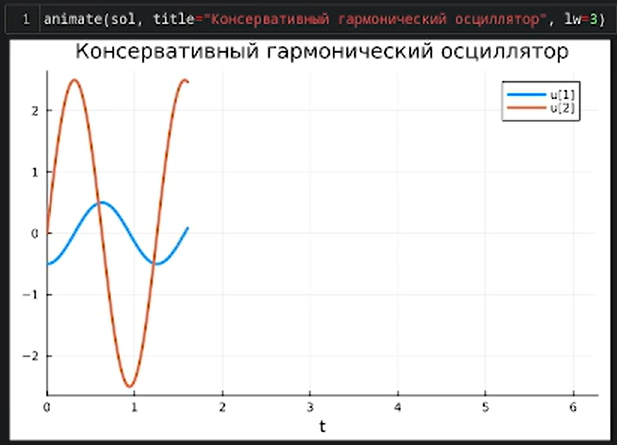 1 animate(sol, title="Консервативный гармонический осциллятор", lw=3)
Консервативный гармонический осциллятор
u[1]
u[2]
2
1
0
−1
−2
0 1 2 3 4 5 6
t